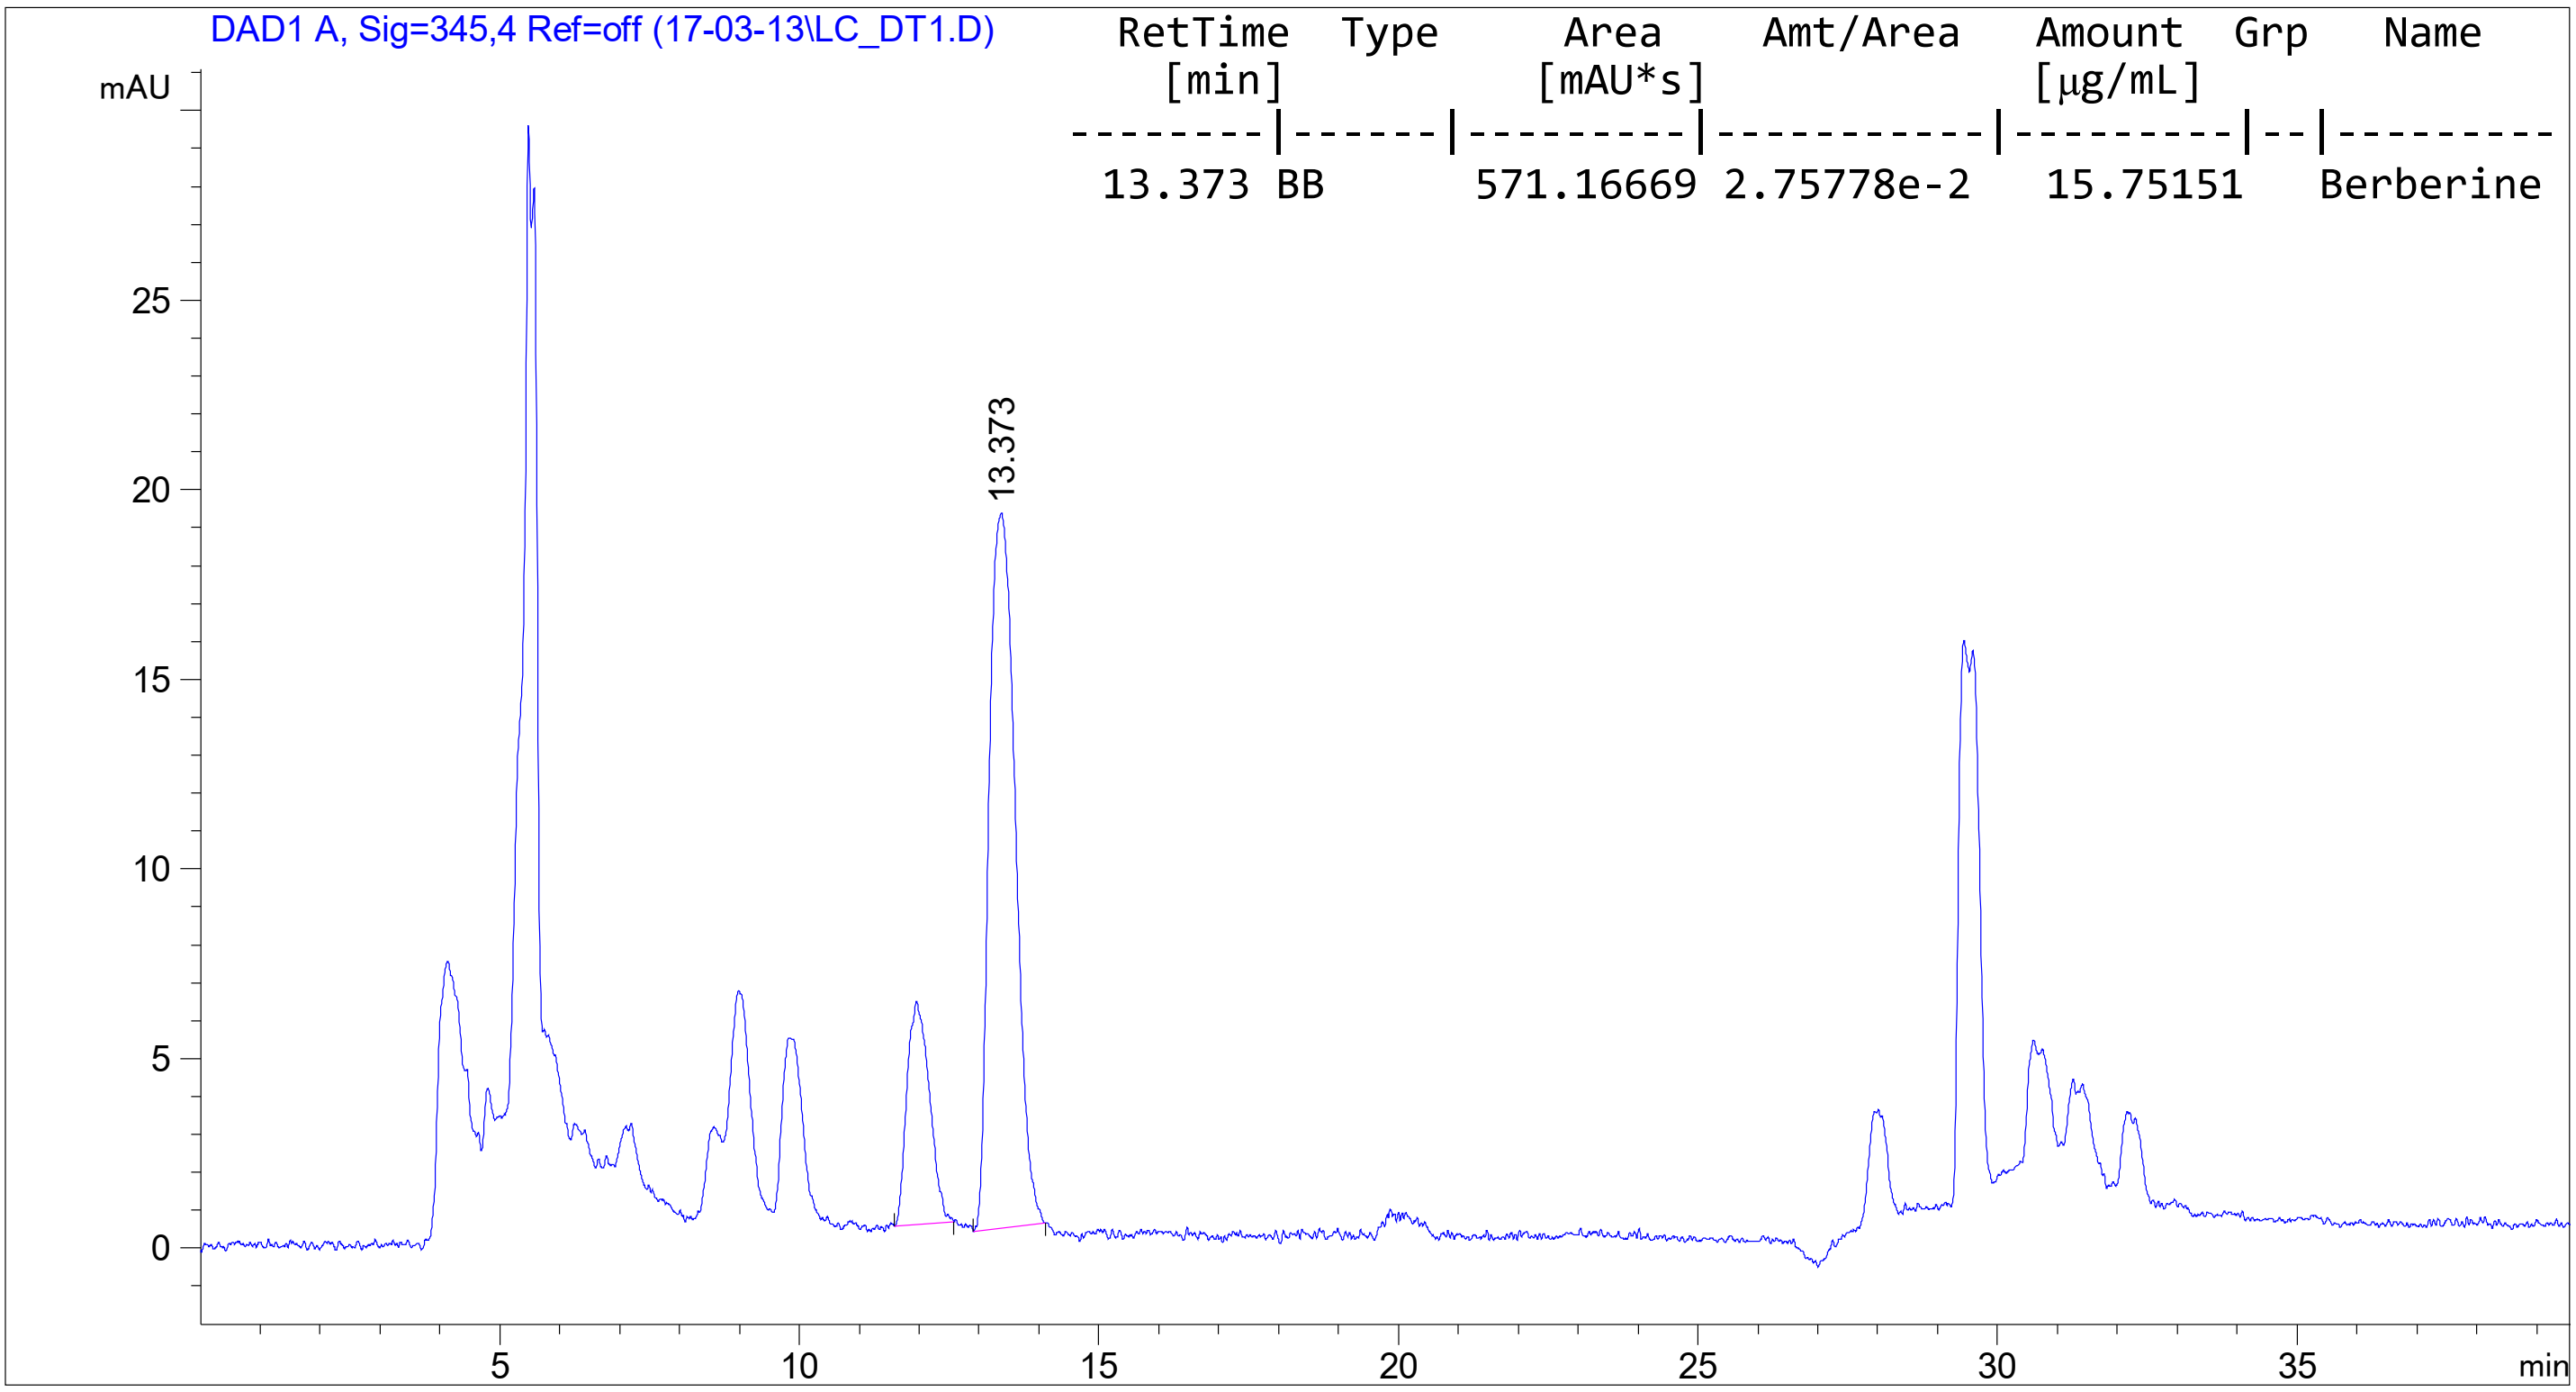 DAD1 A, Sig=345,4 Ref=off (17-03-13\LC_DT1.D)
RetTime Type Area Amt/Area Amount Grp Name
[min] [mAU*s] [µg/mL]
--------|------|---------|-----------|---------|--|---------
13.373 BB 571.16669 2.75778e-2 15.75151 Berberine
mAU
25
20
15
10
5
0
13.373
5 10 15 20 25 30 35 min